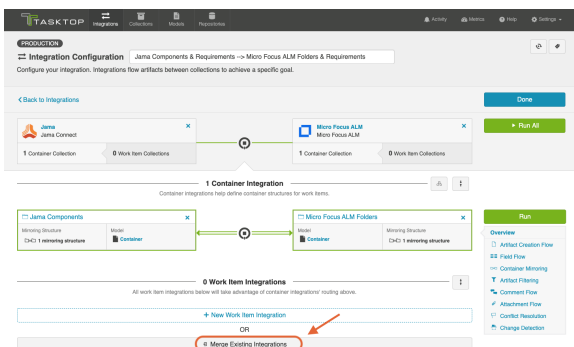 TASKTOP
Integrations
Collections
Models
Repositories
Activity
Metrics
Help
Settings
PRODUCTION
Integration Configuration
Jama Components & Requirements --> Micro Focus ALM Folders & Requirements
Configure your integration. Integrations flow artifacts between collections to achieve a specific goal.
Back to Integrations
Done
Jama
Jama Connect
Micro Focus ALM
Micro Focus ALM
Run All
1 Container Collection
0 Work Item Collections
1 Container Collection
0 Work Item Collections
1 Container Integration
Container integrations help define container structures for work items.
Jama Components
Micro Focus ALM Folders
Run
Mirroring Structure
1 mirroring structure
Model
Container
Model
Container
Mirroring Structure
1 mirroring structure
Overview
Artifact Creation Flow
Field Flow
Container Mirroring
Artifact Filtering
Comment Flow
Attachment Flow
Conflict Resolution
Change Detection
0 Work Item Integrations
All work item integrations below will take advantage of container integrations' routing above.
+ New Work Item Integration
OR
Merge Existing Integrations